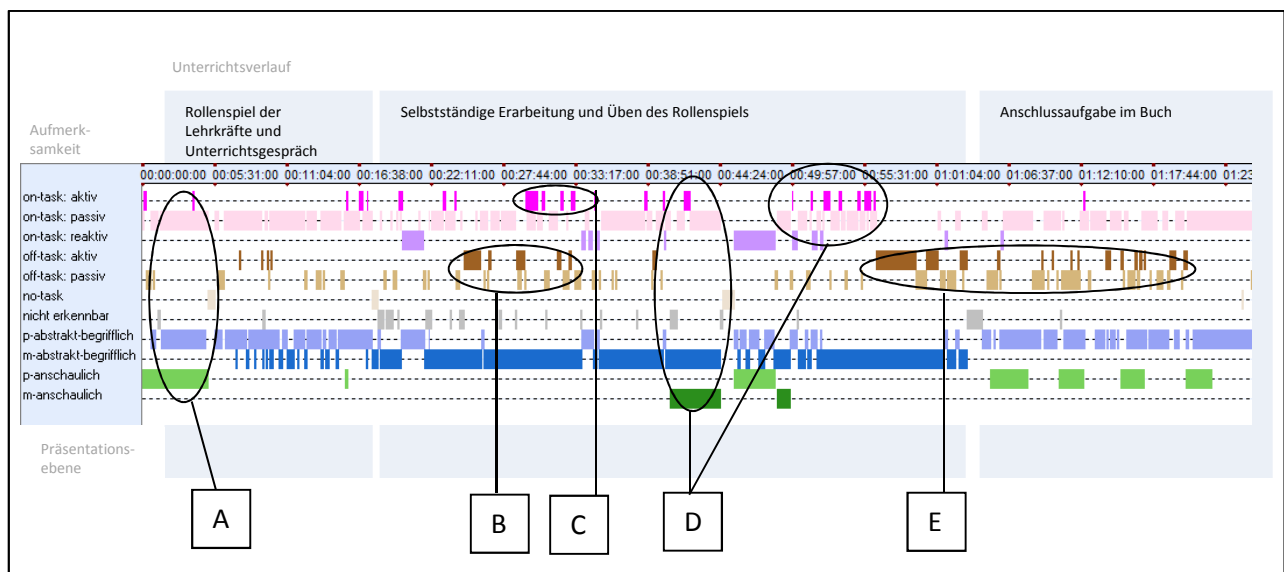 Unterrichtsverlauf
Rollenspiel der
Lehrkräfte und
Unterrichtsgespräch
Selbstständige Erarbeitung und Üben des Rollenspiels
Anschlussaufgabe im Buch
Aufmerk-
samkeit
00:00:00:00 00:05:31:00 00:11:04:00 00:16:38:00 00:22:11:00 00:27:44:00 00:33:17:00 00:38:51:00 00:44:24:00 00:49:57:00 00:55:31:00 01:01:04:00 01:06:37:00 01:12:10:00 01:17:44:00 01:23
on-task: aktiv
on-task: passiv
on-task: reaktiv
off-task: aktiv
off-task: passiv
no-task
nicht erkennbar
p-abstrakt-begrifflich
m-abstrakt-begrifflich
p-anschaulich
m-anschaulich
Präsentations-
ebene
A
B
C
D
E